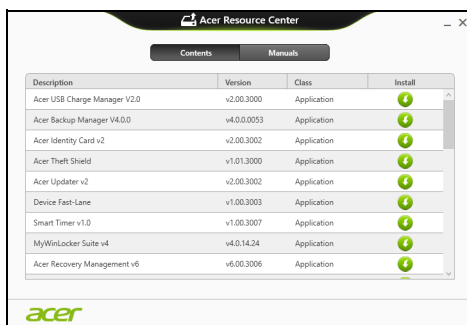 Acer Resource Center
Contents Manuals
Description Version Class Install
Acer USB Charge Manager V2.0 v2.00.3000 Application
Acer Backup Manager V4.0.0 v4.0.0.0053 Application
Acer Identity Card v2 v2.00.3002 Application
Acer Theft Shield v1.01.3000 Application
Acer Updater v2 v2.00.3002 Application
Device Fast-Lane v1.00.3003 Application
Smart Timer v1.0 v1.00.3007 Application
MyWinLocker Suite v4 v4.0.14.24 Application
Acer Recovery Management v6 v6.00.3006 Application
acer